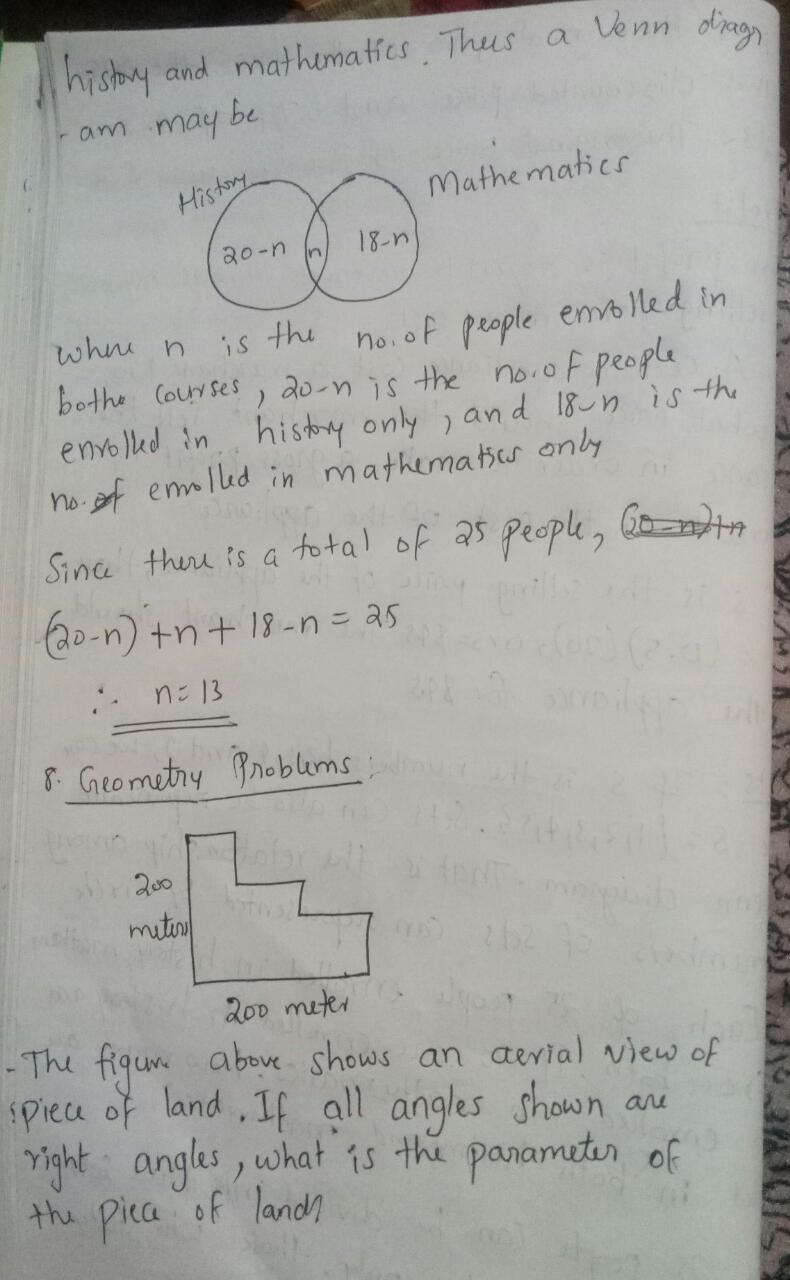 history and mathematics. Thus a Venn diagr
-am may be
History
Mathematics
20-n n 18-n
where n is the no. of people enrolled in
bothe courses, 20-n is the no. of people
enrolled in history only, and 18-n is the
no. of enrolled in mathematics only
Since there is a total of 25 people, (20-n)+n
(20-n) +n + 18-n = 25
∴ n = 13
8. Geometry Problems:
200
meters
200 meter
- The figure above shows an aerial view of
piece of land. If all angles shown are
right angles, what is the parameter of
the piece of land?